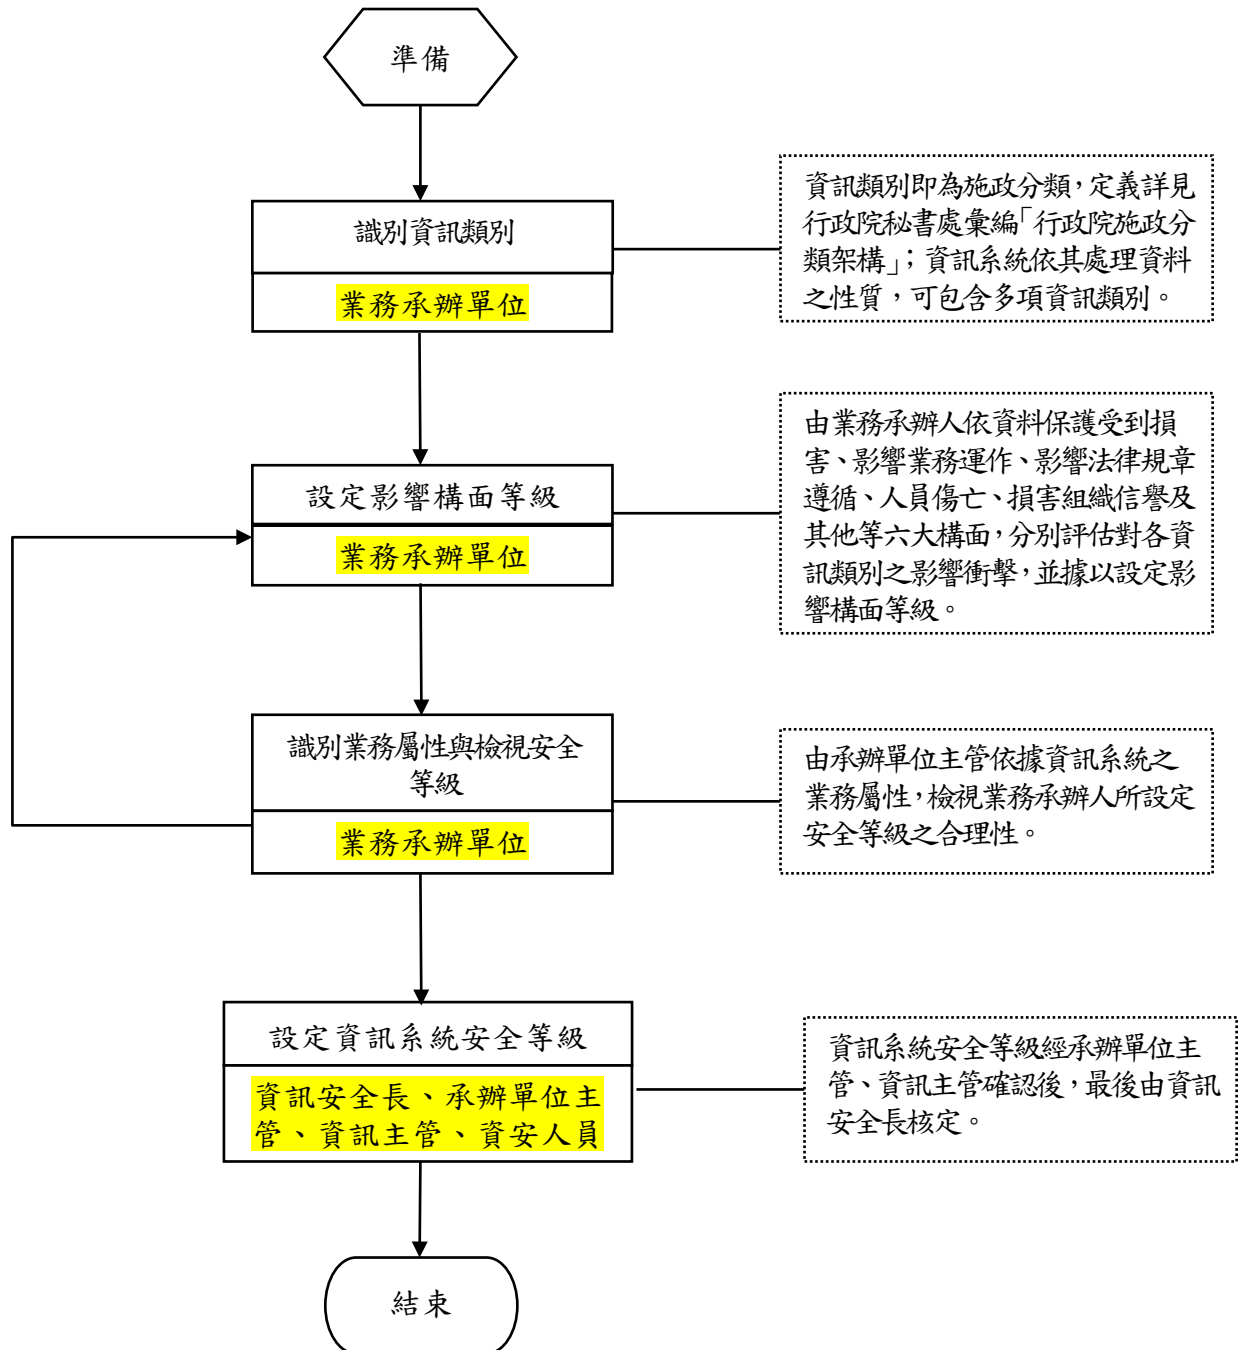 準備
識別資訊類別
業務承辦單位
資訊類別即為施政分類，定義詳見
行政院秘書處彙編「行政院施政分
類架構」；資訊系統依其處理資料
之性質，可包含多項資訊類別。
設定影響構面等級
業務承辦單位
由業務承辦人依資料保護受到損
害、影響業務運作、影響法律規章
遵循、人員傷亡、損害組織信譽及
其他等六大構面，分別評估對各資
訊類別之影響衝擊，並據以設定影
響構面等級。
識別業務屬性與檢視安全
等級
業務承辦單位
由承辦單位主管依據資訊系統之
業務屬性，檢視業務承辦人所設定
安全等級之合理性。
設定資訊系統安全等級
資訊安全長、承辦單位主
管、資訊主管、資安人員
資訊系統安全等級經承辦單位主
管、資訊主管確認後，最後由資訊
安全長核定。
結束